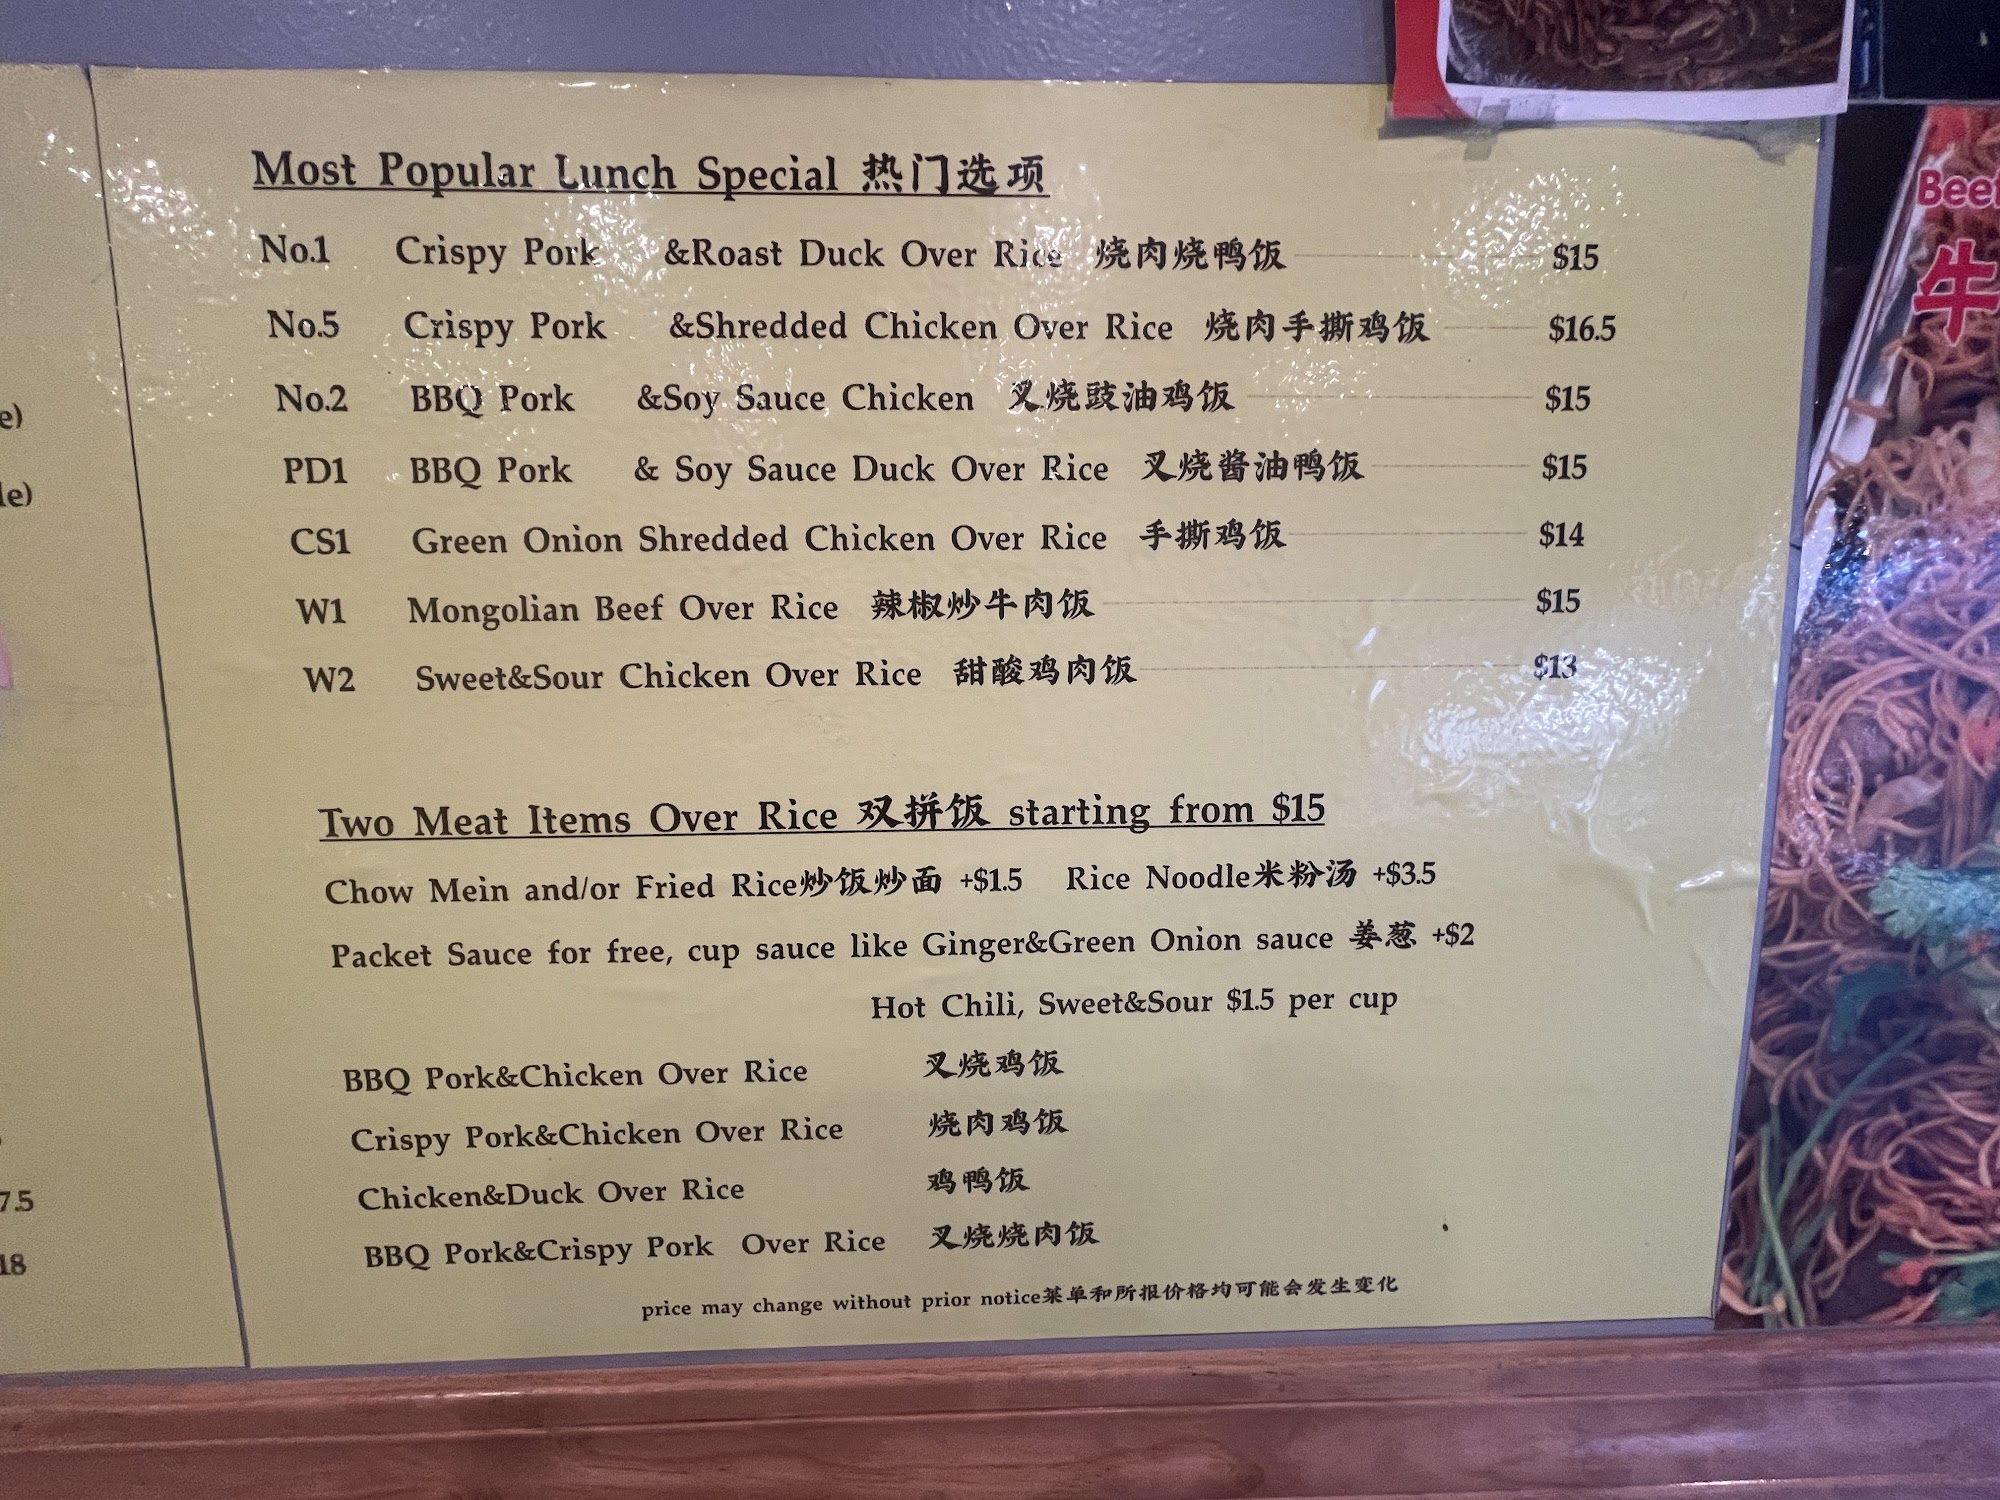 Most Popular Lunch Special 热门选项
No.1 Crispy Pork &Roast Duck Over Rice 烧肉烧鸭饭 $15
No.5 Crispy Pork &Shredded Chicken Over Rice 烧肉手撕鸡饭 $16.5
No.2 BBQ Pork &Soy Sauce Chicken 叉烧豉油鸡饭 $15
PD1 BBQ Pork & Soy Sauce Duck Over Rice 叉烧酱油鸭饭 $15
CS1 Green Onion Shredded Chicken Over Rice 手撕鸡饭 $14
W1 Mongolian Beef Over Rice 辣椒炒牛肉饭 $15
W2 Sweet&Sour Chicken Over Rice 甜酸鸡肉饭 $13
Two Meat Items Over Rice 双拼饭 starting from $15
Chow Mein and/or Fried Rice炒饭炒面 +$1.5 Rice Noodle米粉汤 +$3.5
Packet Sauce for free, cup sauce like Ginger&Green Onion sauce 姜葱 +$2
Hot Chili, Sweet&Sour $1.5 per cup
BBQ Pork&Chicken Over Rice 叉烧鸡饭
Crispy Pork&Chicken Over Rice 烧肉鸡饭
Chicken&Duck Over Rice 鸡鸭饭
BBQ Pork&Crispy Pork Over Rice 叉烧烧肉饭
price may change without prior notice菜单和所报价格均可能会发生变化
Beef
牛
7.5
18